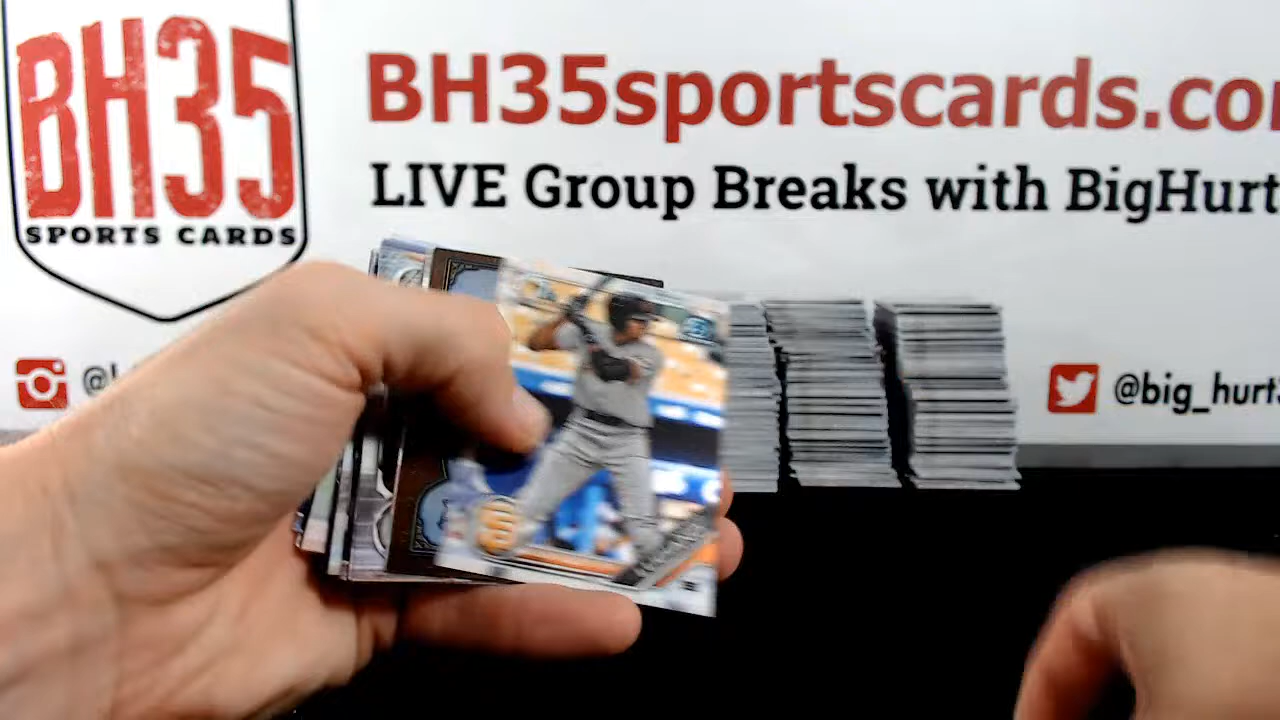 BH35
SPORTS CARDS
BH35sportscards.co
LIVE Group Breaks with BigHurt
@big_hurt